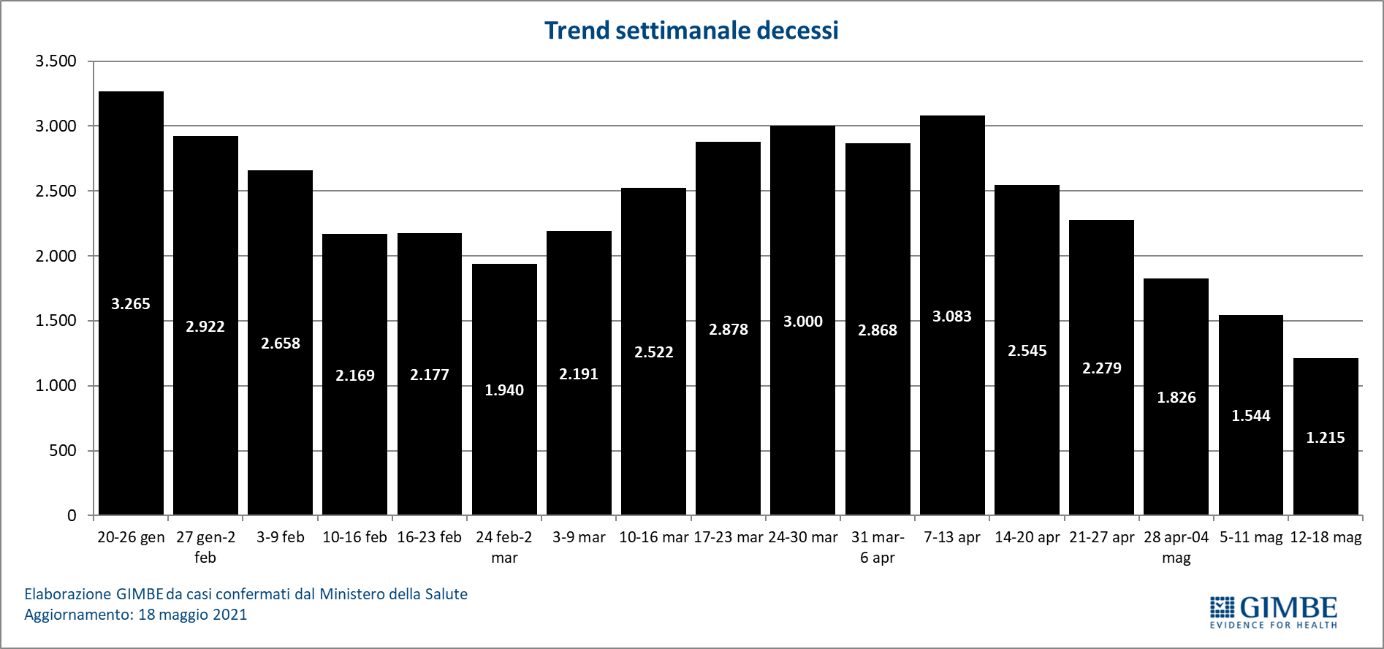 Trend settimanale decessi
3.500
3.000
2.500
2.000
1.500
1.000
500
0
3.265
2.922
2.658
2.169
2.177
1.940
2.191
2.522
2.878
3.000
2.868
3.083
2.545
2.279
1.826
1.544
1.215
20-26 gen
27 gen-2
feb
3-9 feb
10-16 feb
16-23 feb
24 feb-2
mar
3-9 mar
10-16 mar
17-23 mar
24-30 mar
31 mar-
6 apr
7-13 apr
14-20 apr
21-27 apr
28 apr-04
mag
5-11 mag
12-18 mag
Elaborazione GIMBE da casi confermati dal Ministero della Salute
Aggiornamento: 18 maggio 2021
GIMBE
EVIDENCE FOR HEALTH